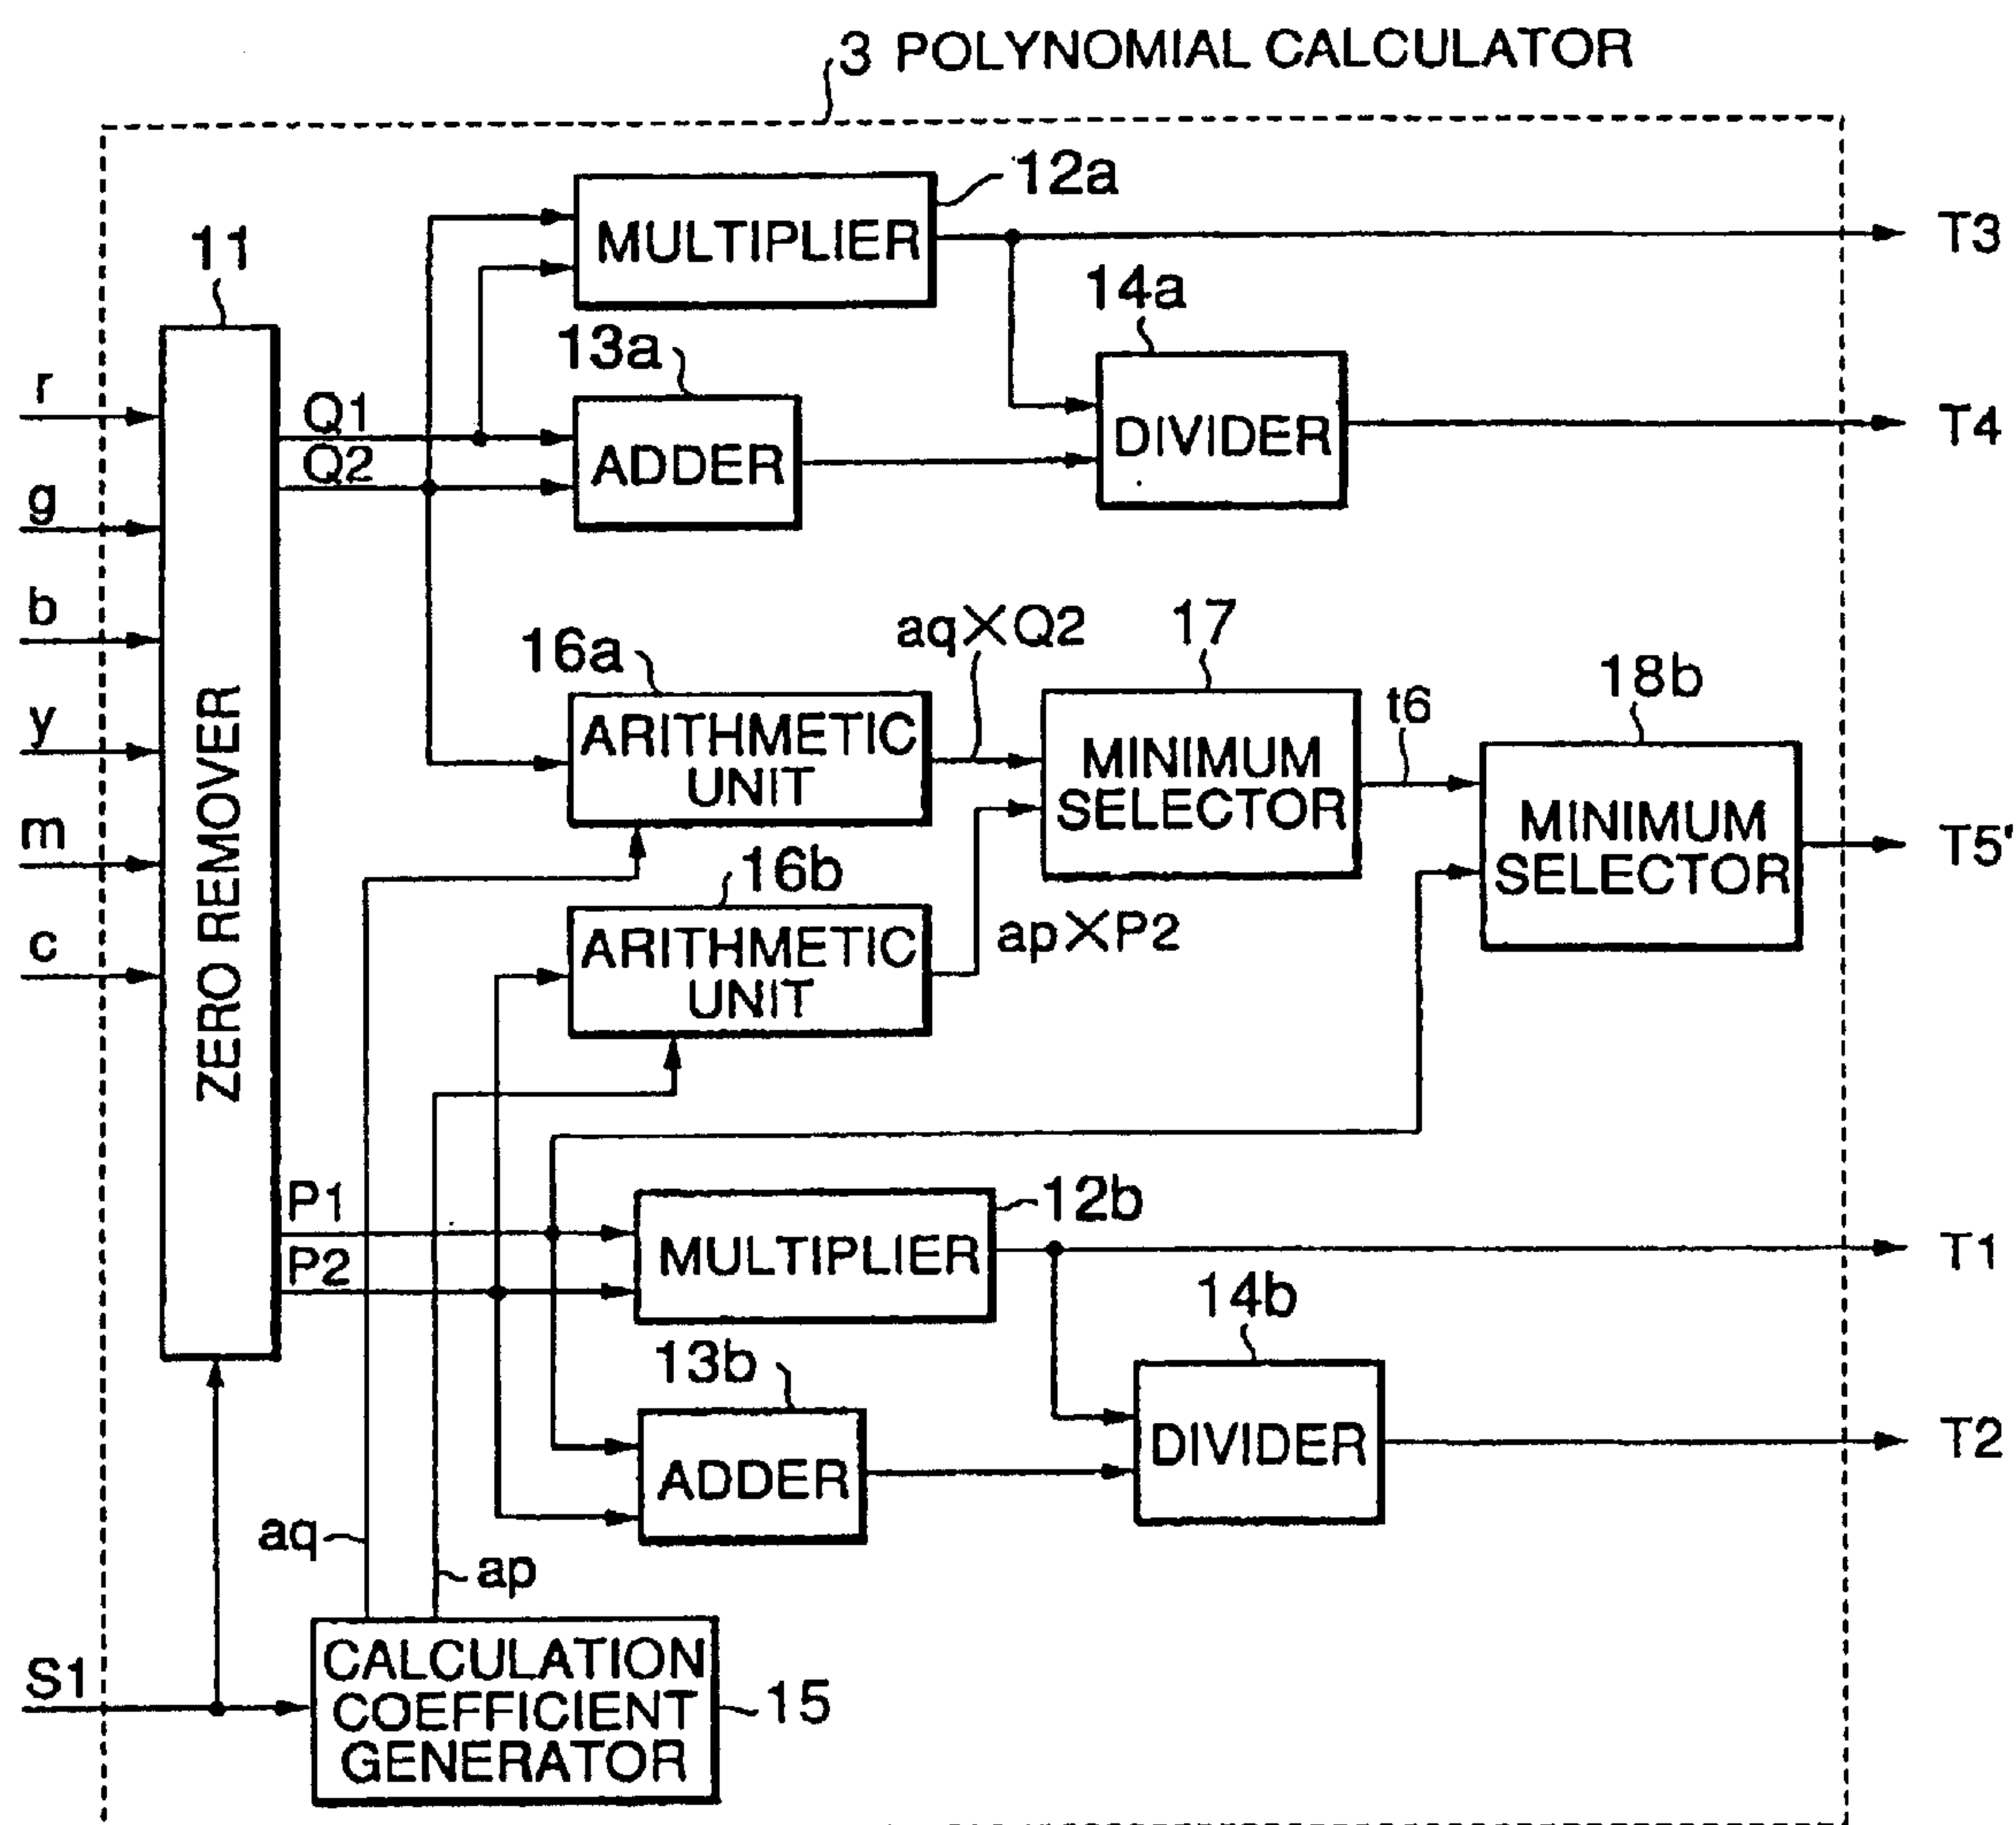 3 POLYNOMIAL CALCULATOR
12a
MULTIPLIER
T3
11
14a
13a
r
Q1
DIVIDER
T4
ADDER
Q2
g
b
aq×Q2
17
16a
18b
y
ARITHMETIC
UNIT
t6
MINIMUM
SELECTOR
MINIMUM
SELECTOR
T5'
m
16b
ap×P2
c
ARITHMETIC
UNIT
ZERO REMOVER
P1
12b
P2
MULTIPLIER
T1
14b
13b
DIVIDER
T2
ADDER
aq
ap
S1
CALCULATION
COEFFICIENT
GENERATOR
15